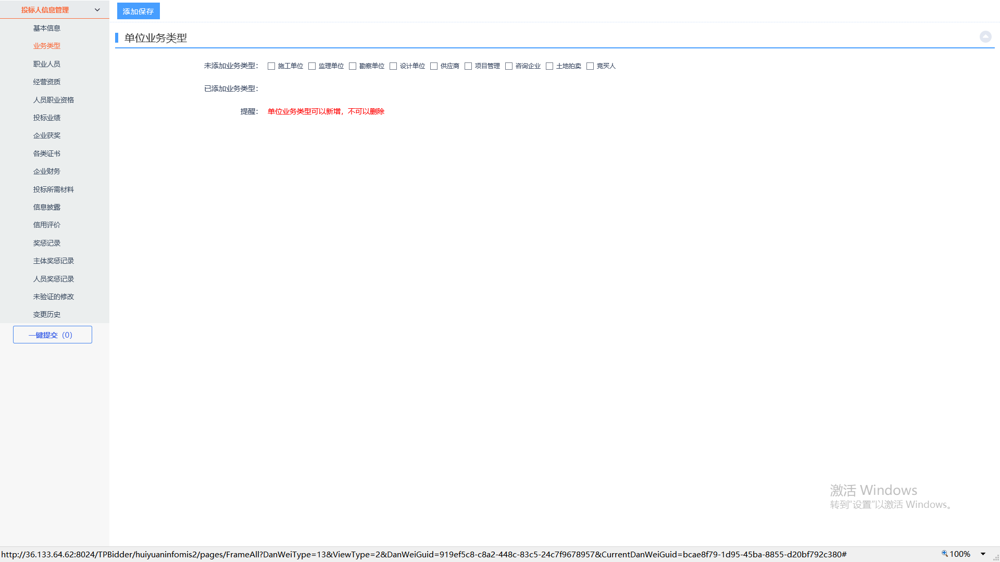 投标人信息管理
添加保存
基本信息
业务类型
职业人员
经营资质
人员职业资格
投标业绩
企业获奖
各类证书
企业财务
投标所需材料
信息披露
信用评价
奖惩记录
主体奖惩记录
人员奖惩记录
未验证的修改
变更历史
一键提交（0）
单位业务类型
未添加业务类型： 施工单位 监理单位 勘察单位 设计单位 供应商 项目管理 咨询企业 土地拍卖 竞买人
已添加业务类型：
提醒： 单位业务类型可以新增，不可以删除
激活 Windows
转到“设置”以激活 Windows。
http://36.133.64.62:8024/TPBidder/huiyuaninfomis2/pages/FrameAll?DanWeiType=13&ViewType=2&DanWeiGuid=919ef5c8-c8a2-448c-83c5-24c7f9678957&CurrentDanWeiGuid=bcae8f79-1d95-45ba-8855-d20bf792c380#
100%